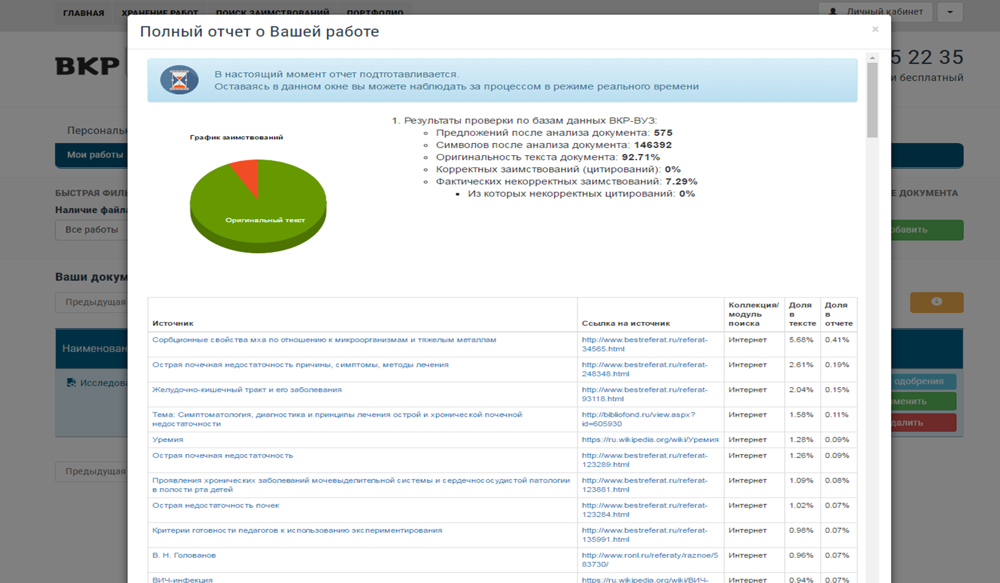 ГЛАВНАЯ ХРАНЕНИЕ РАБОТ ПОИСК ЗАИМСТВОВАНИЙ ПОРТФОЛИО
Личный кабинет
Полный отчет о Вашей работе
×
ВКР
5 22 35
и бесплатный
В настоящий момент отчет подтготавливается.
Оставаясь в данном окне вы можете наблюдать за процессом в режиме реального времени
Персональ
Мои работы
БЫСТРАЯ ФИЛЬ
Е ДОКУМЕНТА
Наличие файла
Все работы
обавить
График заимствований
Оригинальный текст
1. Результаты проверки по базам данных ВКР-ВУЗ:
Предложений после анализа документа: 575
Символов после анализа документа: 146392
Оригинальность текста документа: 92.71%
Корректных заимствований (цитирований): 0%
Фактических некорректных заимствований: 7.29%
Из которых некорректных цитирований: 0%
Ваши докум
Предыдущая
Наименован
Исследова
одобрения
менить
далить
Предыдущая
Источник Ссылка на источник Коллекция/ модуль поиска Доля в тексте Доля в отчете
Сорбционные свойства мха по отношению к микроорганизмам и тяжелым металлам http://www.bestreferat.ru/referat-
34565.html Интернет 5.68% 0.41%
Острая почечная недостаточность причины, симптомы, методы лечения http://www.bestreferat.ru/referat-
248348.html Интернет 2.61% 0.19%
Желудочно-кишечный тракт и его заболевания http://www.bestreferat.ru/referat-
93118.html Интернет 2.04% 0.15%
Тема: Симптоматология, диагностика и принципы лечения острой и хронической почечной
недостаточности http://bibliofond.ru/view.aspx?
id=605930 Интернет 1.58% 0.11%
Уремия https://ru.wikipedia.org/wiki/Уремия Интернет 1.28% 0.09%
Острая почечная недостаточность http://www.bestreferat.ru/referat-
123289.html Интернет 1.26% 0.09%
Проявления хронических заболеваний мочевыделительной системы и сердечнососудистой патологии
в полости рта детей http://www.bestreferat.ru/referat-
123881.html Интернет 1.09% 0.08%
Острая недостаточность почек http://www.bestreferat.ru/referat-
123284.html Интернет 1.02% 0.07%
Критерии готовности педагогов к использованию экспериментирования http://www.bestreferat.ru/referat-
135991.html Интернет 0.98% 0.07%
В. Н. Голованов http://www.ronl.ru/referaty/raznoe/5
83730/ Интернет 0.96% 0.07%
ВИЧ-инфекция https://ru.wikipedia.org/wiki/ВИЧ- Интернет 0.94% 0.07%